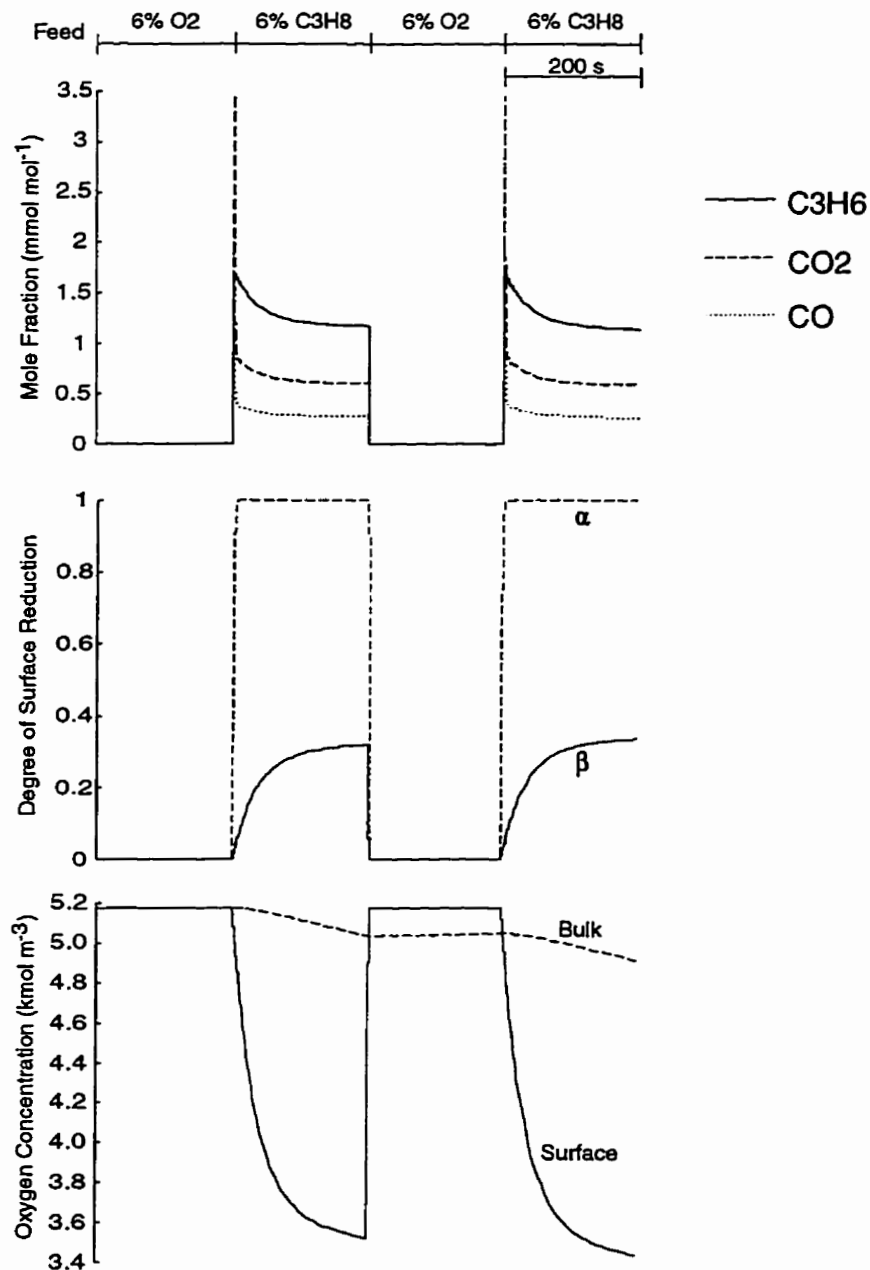 Feed 6% O2 6% C3H8 6% O2 6% C3H8
200 s
Mole Fraction (mmol mol-1)
3.5
3
2.5
2
1.5
1
0.5
0
C3H6
CO2
CO
Degree of Surface Reduction
1
0.8
0.6
0.4
0.2
0
α
β
Oxygen Concentration (kmol m-3)
5.2
5.0
4.8
4.6
4.4
4.2
4.0
3.8
3.6
3.4
Bulk
Surface